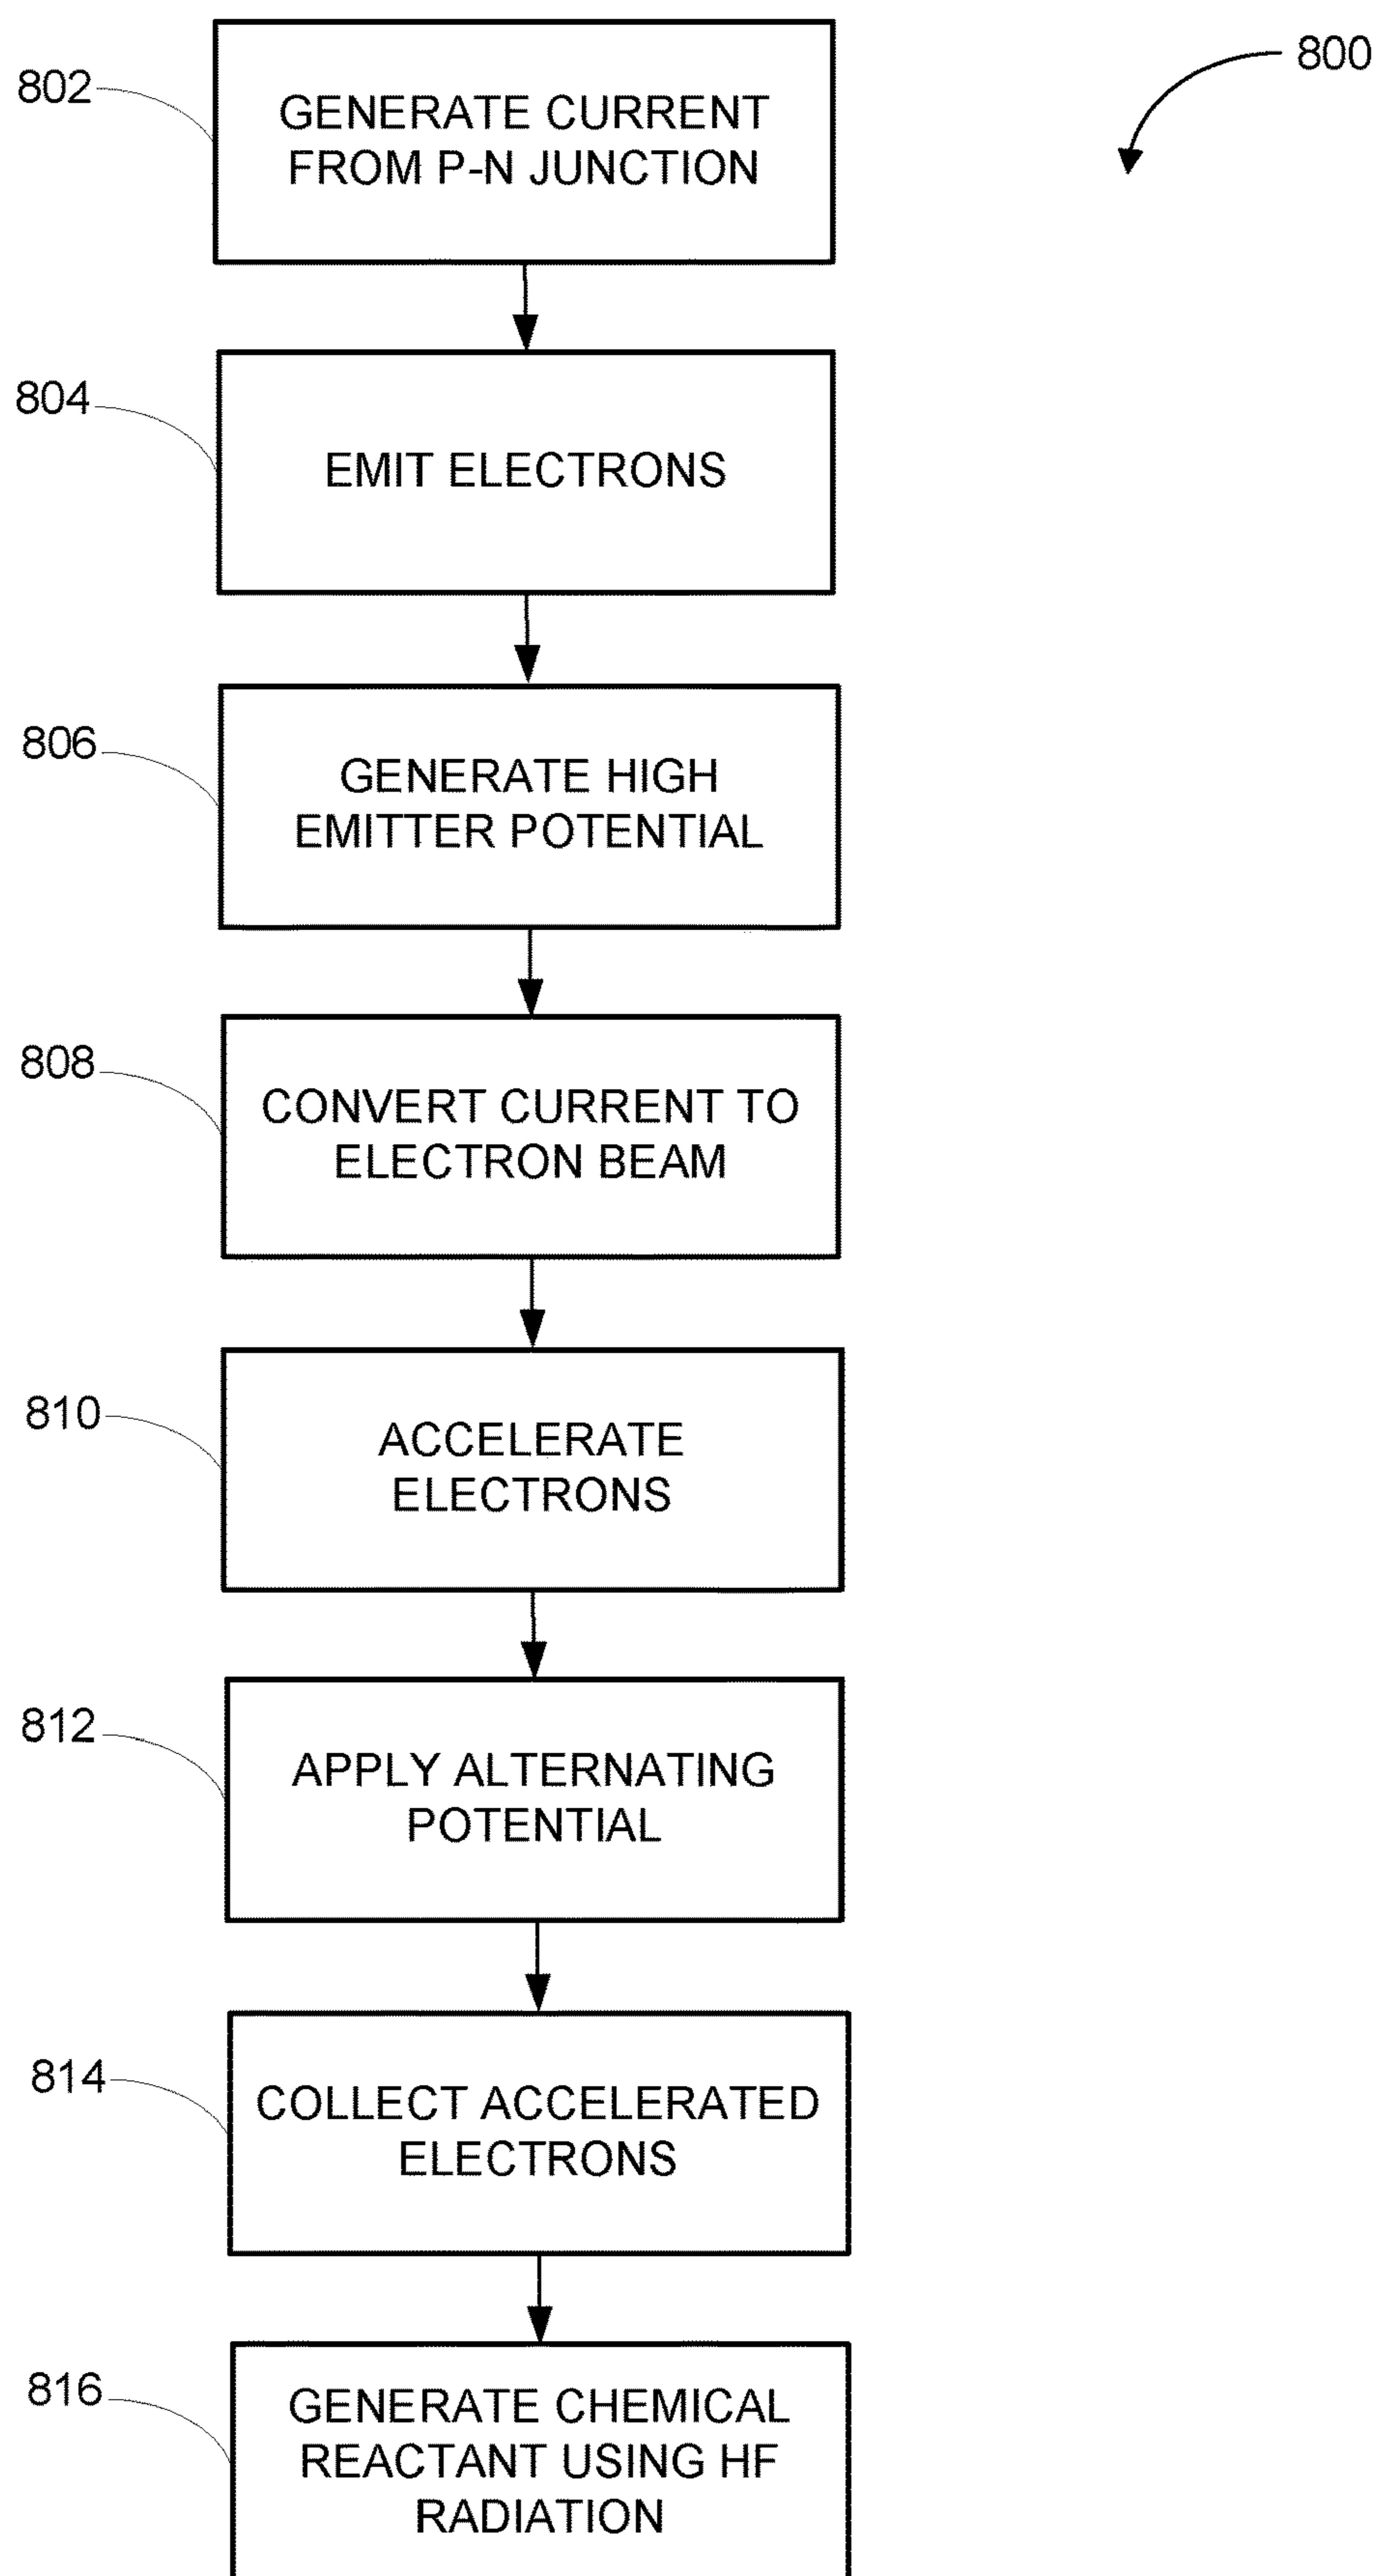 800
802
GENERATE CURRENT
FROM P-N JUNCTION
804
EMIT ELECTRONS
806
GENERATE HIGH
EMITTER POTENTIAL
808
CONVERT CURRENT TO
ELECTRON BEAM
810
ACCELERATE
ELECTRONS
812
APPLY ALTERNATING
POTENTIAL
814
COLLECT ACCELERATED
ELECTRONS
816
GENERATE CHEMICAL
REACTANT USING HF
RADIATION